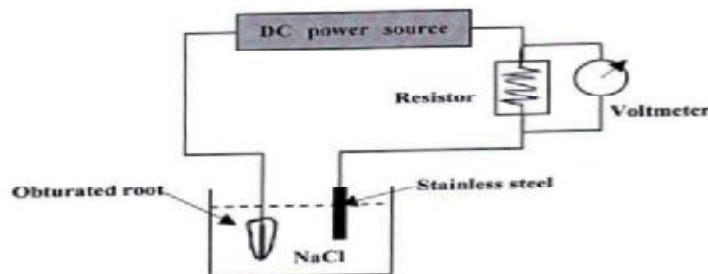 DC power source
Resistor
Voltmeter
Obturated root
Stainless steel
NaCl